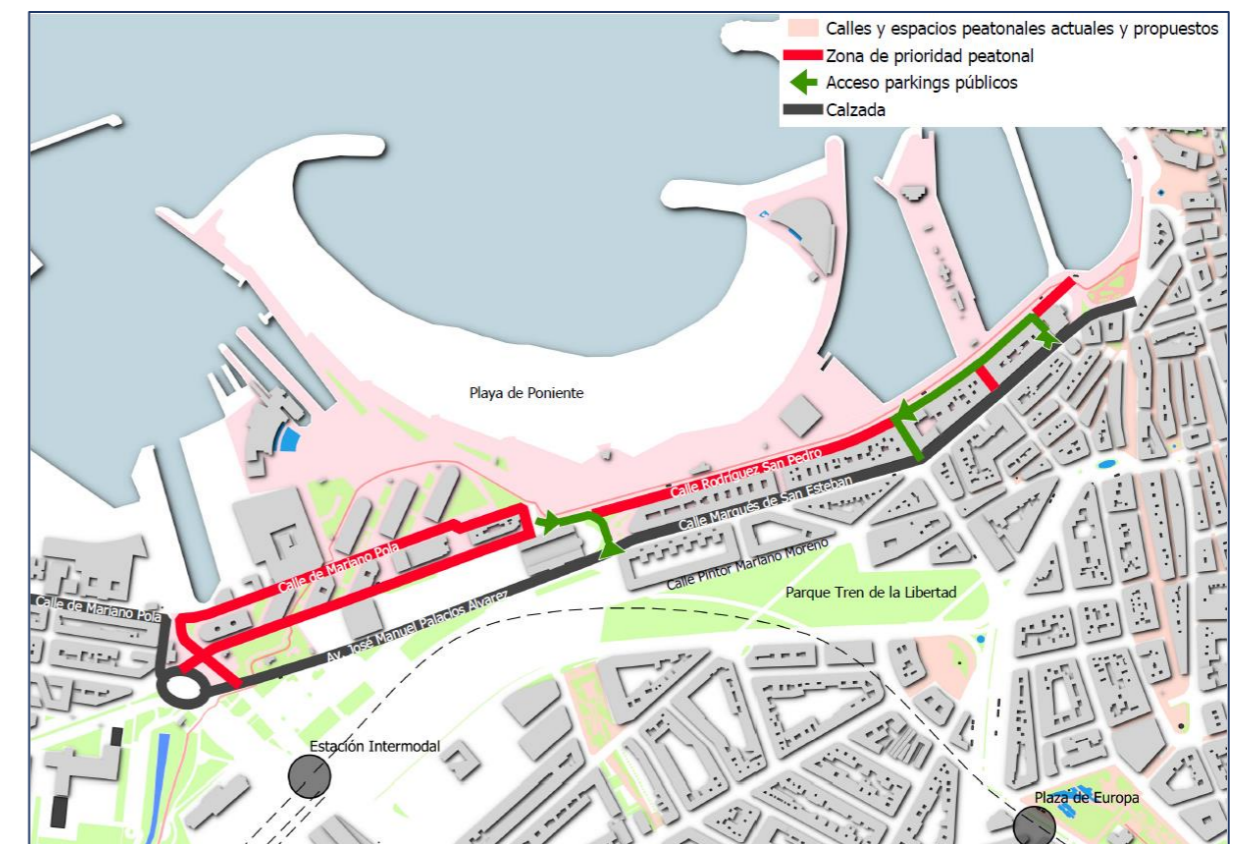 Calles y espacios peatonales actuales y propuestos
Zona de prioridad peatonal
Acceso parkings públicos
Calzada
Playa de Poniente
Calle Rodríguez San Pedro
Calle Marqués de San Esteban
Calle Pintor Mariano Moreno
Parque Tren de la Libertad
Calle de Mariano Pola
Calle de Mariano Pola
Av. José Manuel Palacios Álvarez
Estación Intermodal
Plaza de Europa